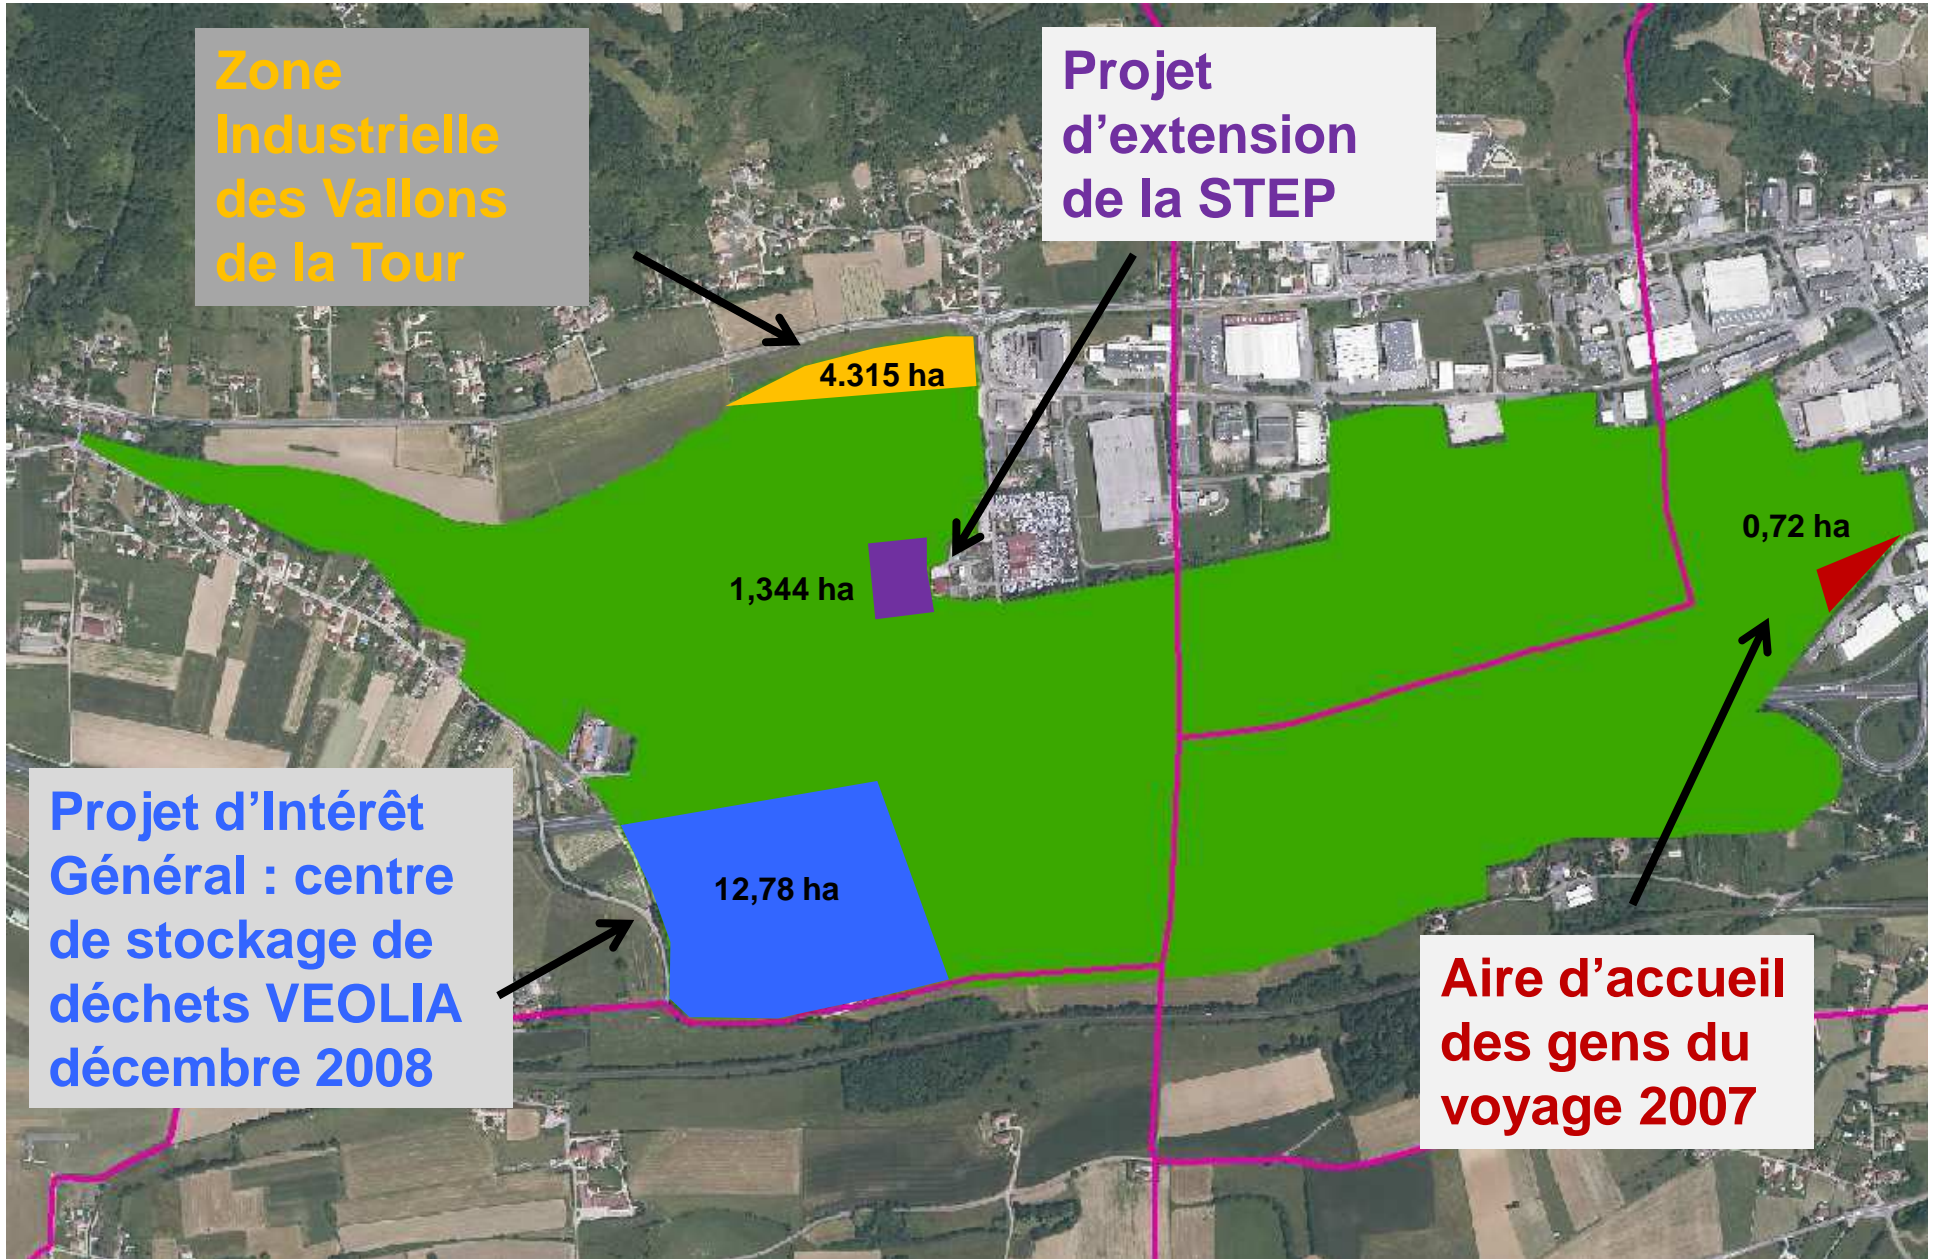 Zone
Industrielle
des Vallons
de la Tour
Projet
d’extension
de la STEP
4.315 ha
0,72 ha
1,344 ha
12,78 ha
Projet d’Intérêt
Général : centre
de stockage de
déchets VEOLIA
décembre 2008
Aire d’accueil
des gens du
voyage 2007